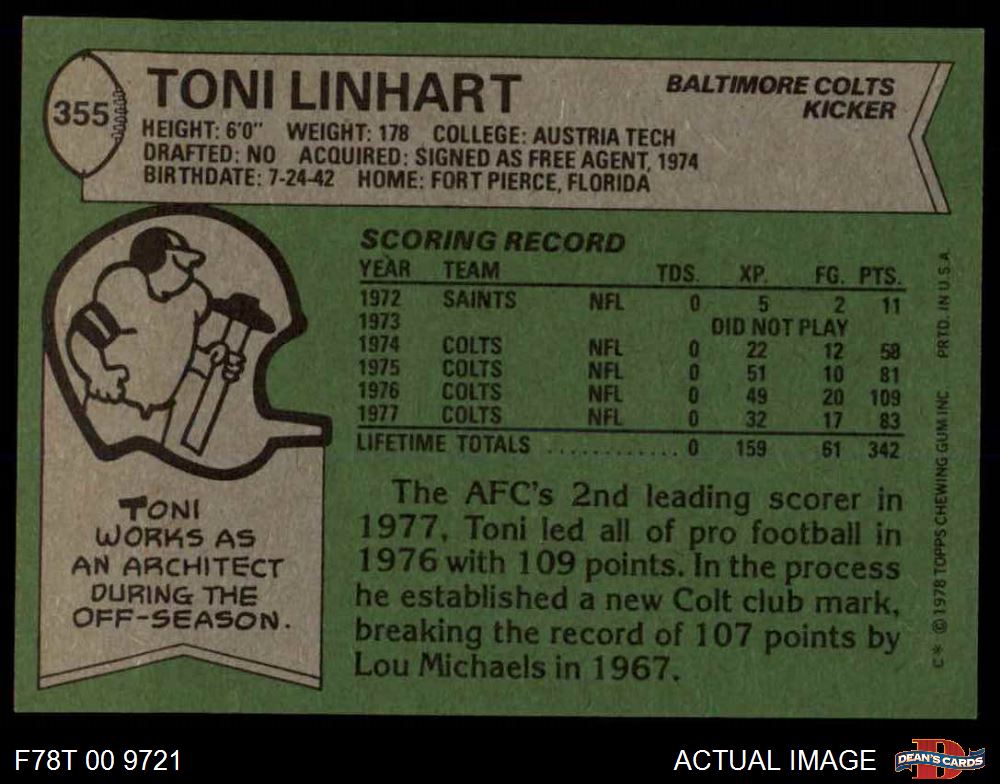 355
TONI LINHART
BALTIMORE COLTS
KICKER
HEIGHT: 6'0" WEIGHT: 178 COLLEGE: AUSTRIA TECH
DRAFTED: NO ACQUIRED: SIGNED AS FREE AGENT, 1974
BIRTHDATE: 7-24-42 HOME: FORT PIERCE, FLORIDA
SCORING RECORD
YEAR TEAM TDS. XP. FG. PTS.
1972 SAINTS NFL 0 5 2 11
1973 DID NOT PLAY
1974 COLTS NFL 0 22 12 58
1975 COLTS NFL 0 51 10 81
1976 COLTS NFL 0 49 20 109
1977 COLTS NFL 0 32 17 83
LIFETIME TOTALS ............ 0 159 61 342
TONI
WORKS AS
AN ARCHITECT
DURING THE
OFF-SEASON.
The AFC's 2nd leading scorer in
1977, Toni led all of pro football in
1976 with 109 points. In the process
he established a new Colt club mark,
breaking the record of 107 points by
Lou Michaels in 1967.
C* © 1978 TOPPS CHEWING GUM INC. PRTD. IN U.S.A.
F78T 00 9721
ACTUAL IMAGE
DEAN'S CARDS